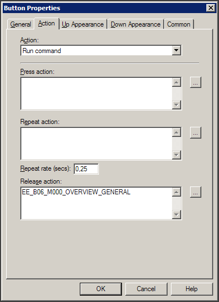 Button Properties
General Action Up Appearance Down Appearance Common
Action:
Run command
Press action:
...
Repeat action:
...
Repeat rate (secs): 0,25
Release action:
EE_B06_M000_OVERVIEW_GENERAL
...
OK Cancel Help